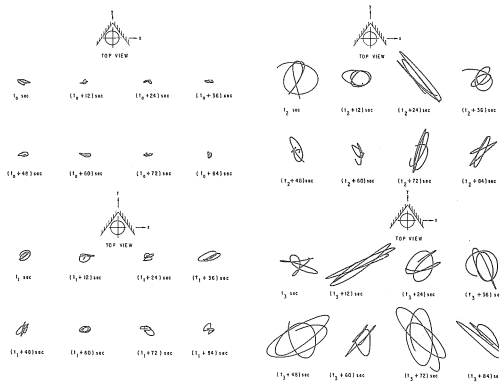 Y
X
TOP VIEW
t₀ sec (t₀+12) sec (t₀+24) sec (t₀+36) sec
(t₀+48) sec (t₀+60) sec (t₀+72) sec (t₀+84) sec
Y
X
TOP VIEW
t₂ sec (t₂+12) sec (t₂+24) sec (t₂+36) sec
(t₂+48) sec (t₂+60) sec (t₂+72) sec (t₂+84) sec
Y
X
TOP VIEW
t₁ sec (t₁+12) sec (t₁+24) sec (t₁+36) sec
(t₁+48) sec (t₁+60) sec (t₁+72) sec (t₁+84) sec
Y
X
TOP VIEW
t₃ sec (t₃+12) sec (t₃+24) sec (t₃+36) se
(t₃+48) sec (t₃+60) sec (t₃+72) sec (t₃+84) sec